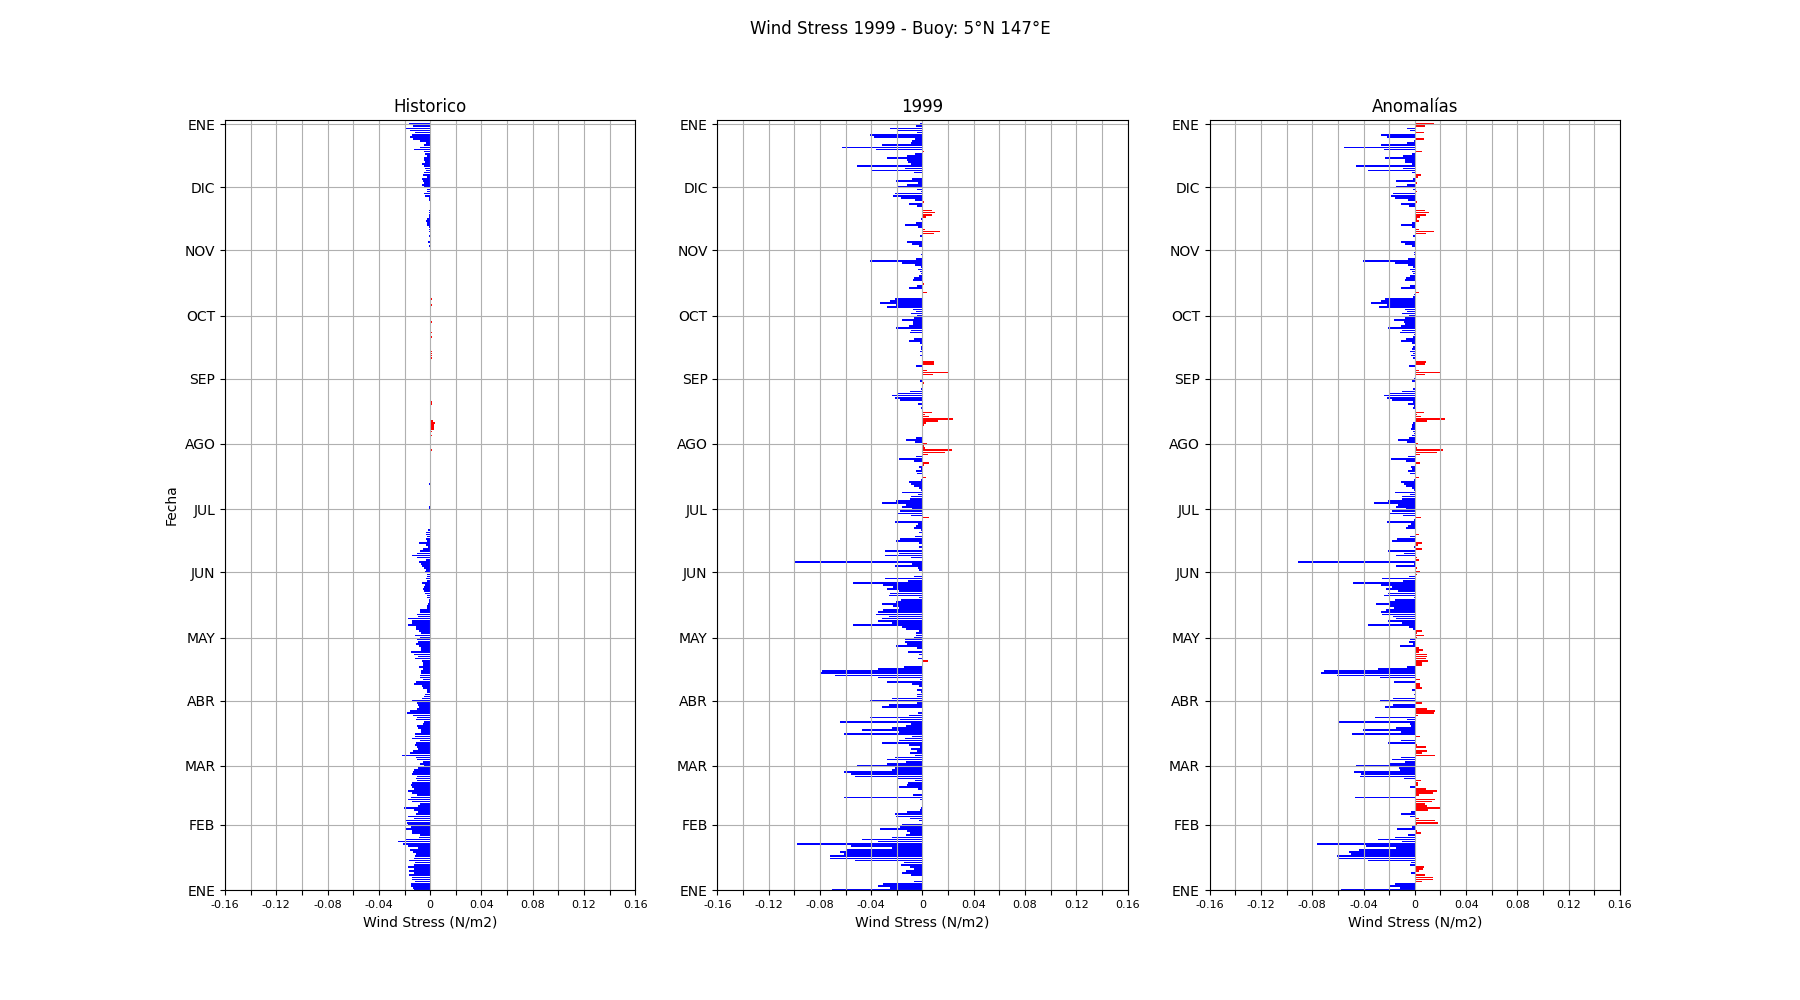 Wind Stress 1999 - Buoy: 5°N 147°E
Historico
1999
Anomalías
ENE
DIC
NOV
OCT
SEP
AGO
JUL
JUN
MAY
ABR
MAR
FEB
ENE
Fecha
-0.16 -0.12 -0.08 -0.04 0 0.04 0.08 0.12 0.16
Wind Stress (N/m2)
ENE
DIC
NOV
OCT
SEP
AGO
JUL
JUN
MAY
ABR
MAR
FEB
ENE
-0.16 -0.12 -0.08 -0.04 0 0.04 0.08 0.12 0.16
Wind Stress (N/m2)
ENE
DIC
NOV
OCT
SEP
AGO
JUL
JUN
MAY
ABR
MAR
FEB
ENE
-0.16 -0.12 -0.08 -0.04 0 0.04 0.08 0.12 0.16
Wind Stress (N/m2)